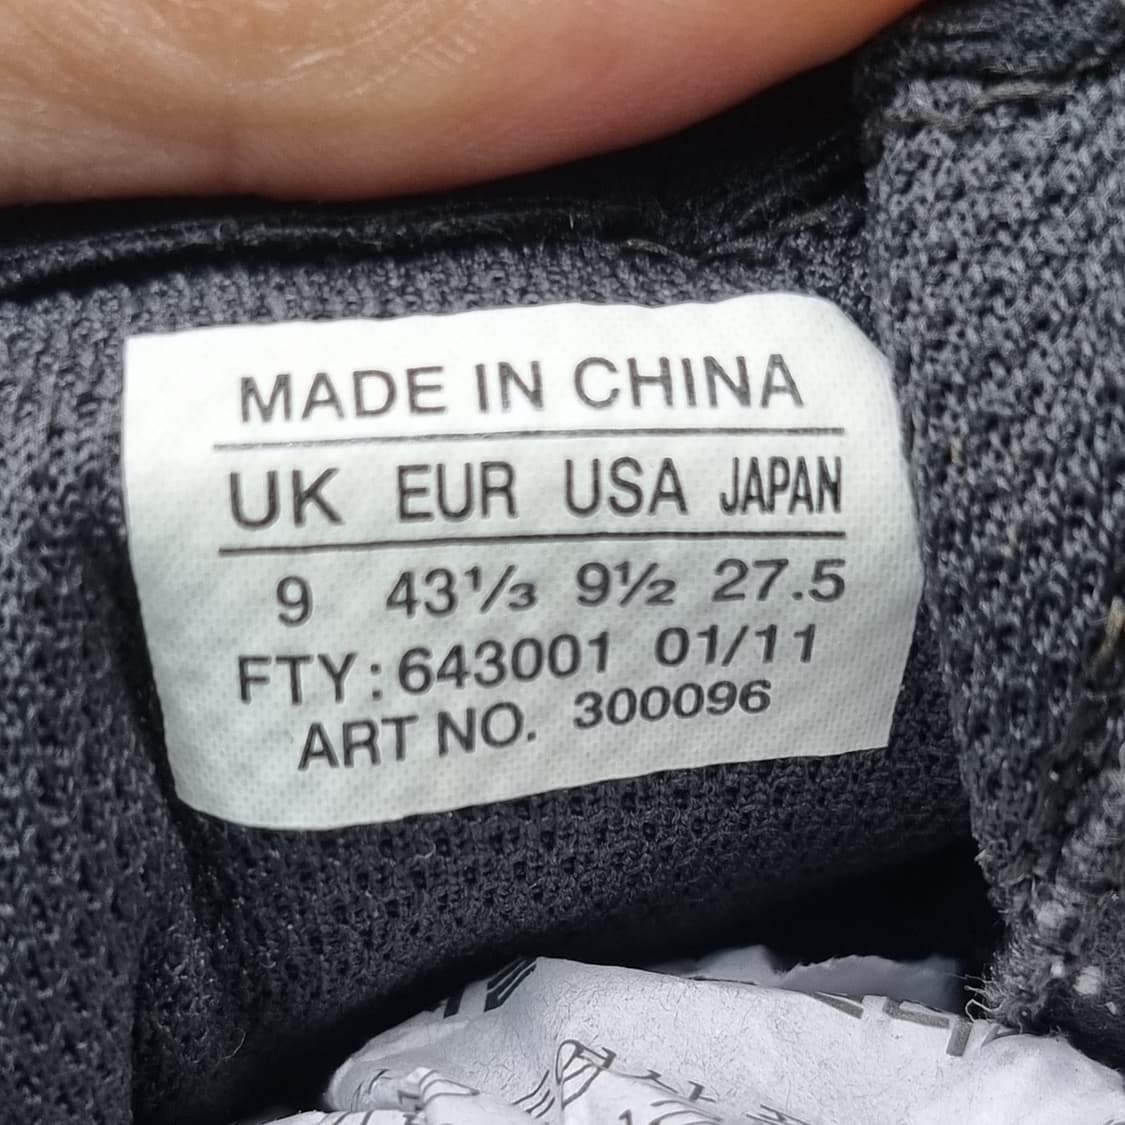 MADE IN CHINA
UK EUR USA JAPAN
9 43⅓ 9½ 27.5
FTY: 643001 01/11
ART NO. 300096